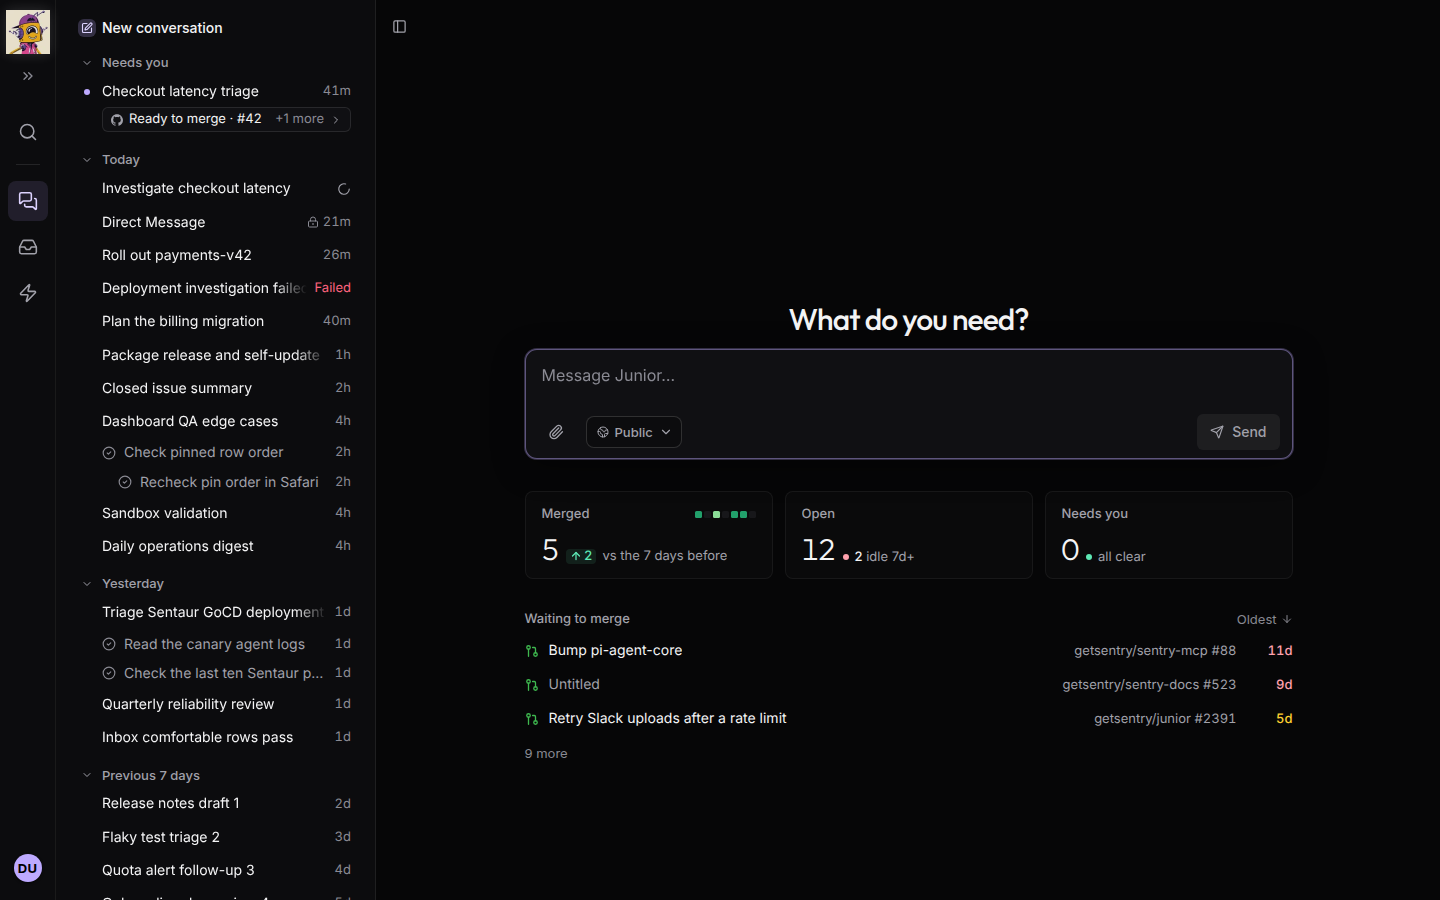 New conversation
Needs you
Checkout latency triage 41m
Ready to merge · #42 +1 more
Today
Investigate checkout latency
Direct Message 21m
Roll out payments-v42 26m
Deployment investigation failed Failed
Plan the billing migration 40m
Package release and self-update 1h
Closed issue summary 2h
Dashboard QA edge cases 4h
Check pinned row order 2h
Recheck pin order in Safari 2h
Sandbox validation 4h
Daily operations digest 4h
Yesterday
Triage Sentaur GoCD deployment 1d
Read the canary agent logs 1d
Check the last ten Sentaur p... 1d
Quarterly reliability review 1d
Inbox comfortable rows pass 1d
Previous 7 days
Release notes draft 1 2d
Flaky test triage 2 3d
Quota alert follow-up 3 4d
DU
What do you need?
Message Junior...
Public
Send
Merged
5 2 vs the 7 days before
Open
12 2 idle 7d+
Needs you
0 all clear
Waiting to merge Oldest
Bump pi-agent-core getsentry/sentry-mcp #88 11d
Untitled getsentry/sentry-docs #523 9d
Retry Slack uploads after a rate limit getsentry/junior #2391 5d
9 more